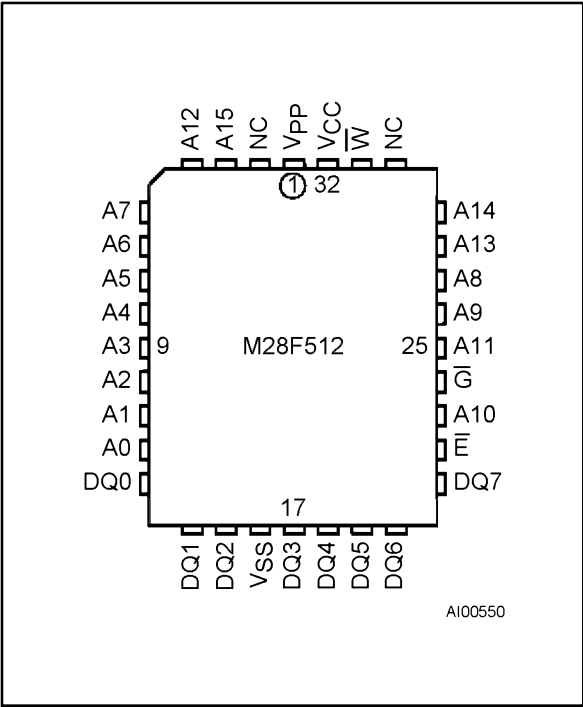 A12 A15 NC VPP VCC W̅ NC
1 32
A7 A14
A6 A13
A5 A8
A4 A9
A3 9 M28F512 25 A11
A2 G̅
A1 A10
A0 E̅
DQ0 DQ7
17
DQ1 DQ2 VSS DQ3 DQ4 DQ5 DQ6
AI00550